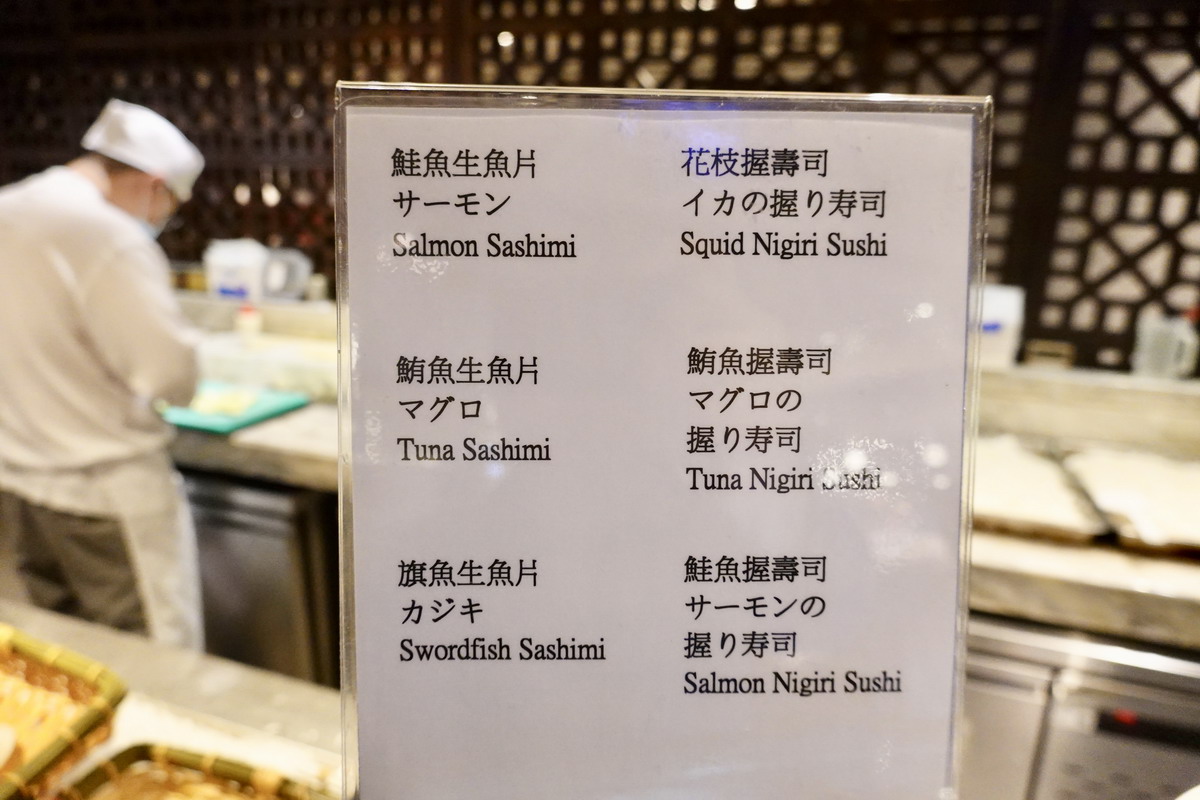 鮭魚生魚片
サーモン
Salmon Sashimi
鮪魚生魚片
マグロ
Tuna Sashimi
旗魚生魚片
カジキ
Swordfish Sashimi
花枝握壽司
イカの握り寿司
Squid Nigiri Sushi
鮪魚握壽司
マグロの
握り寿司
Tuna Nigiri Sushi
鮭魚握壽司
サーモンの
握り寿司
Salmon Nigiri Sushi